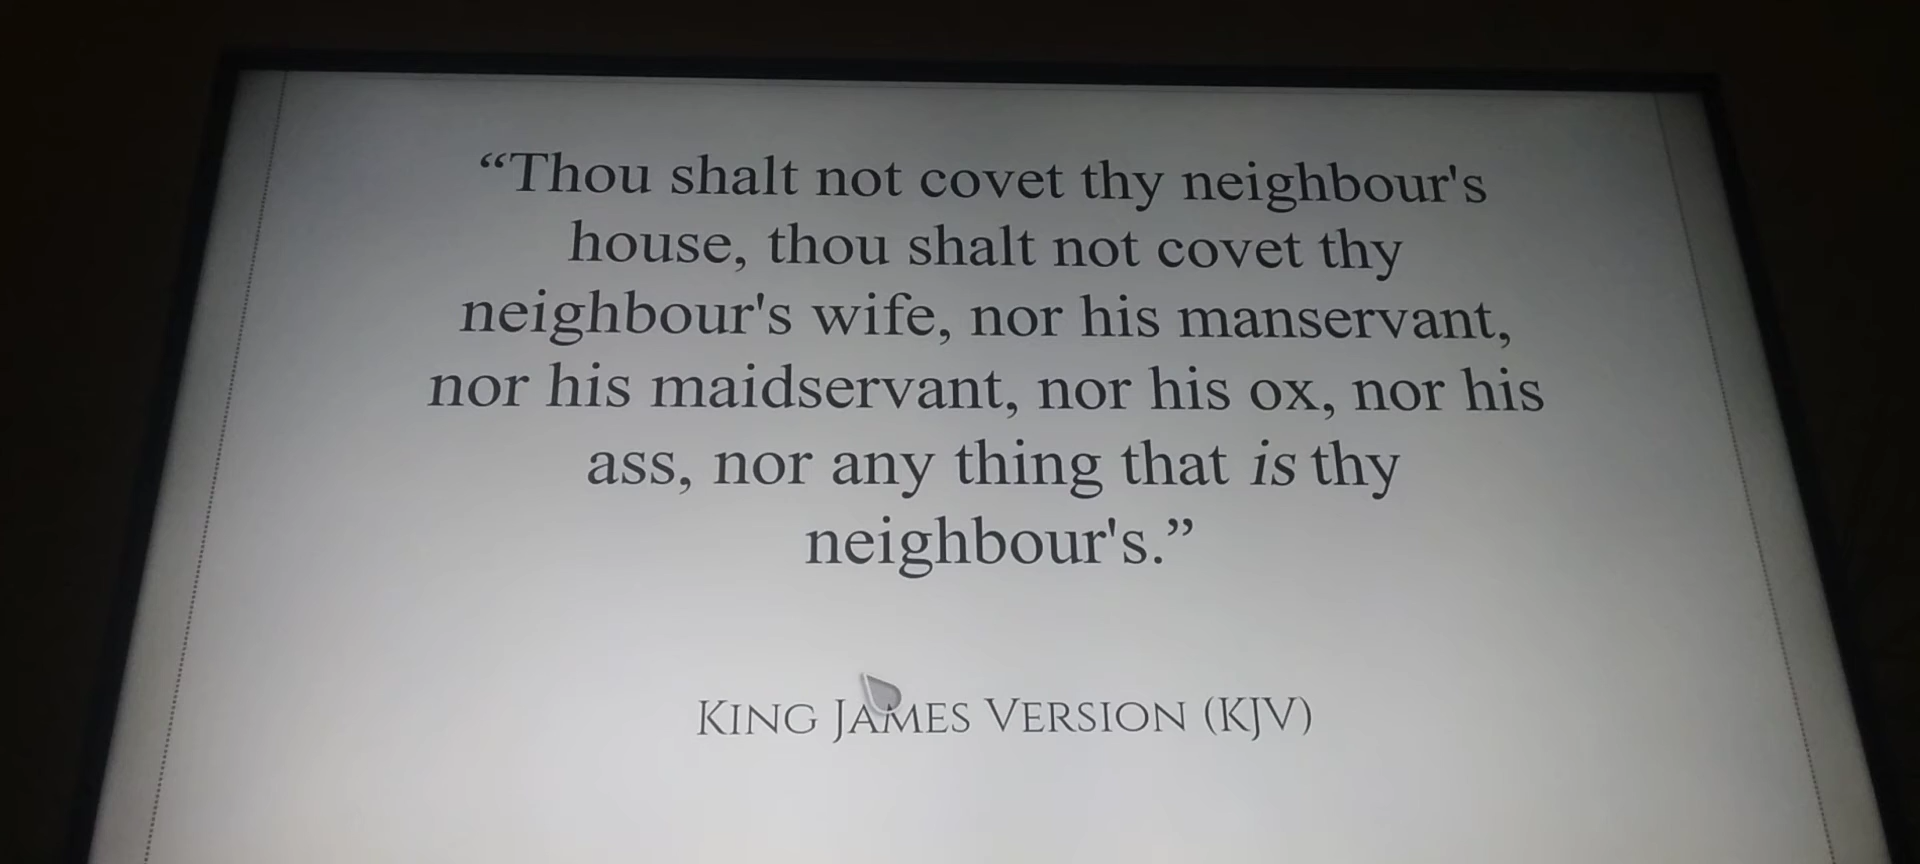 “Thou shalt not covet thy neighbour's
house, thou shalt not covet thy
neighbour's wife, nor his manservant,
nor his maidservant, nor his ox, nor his
ass, nor any thing that is thy
neighbour's.”
KING JAMES VERSION (KJV)